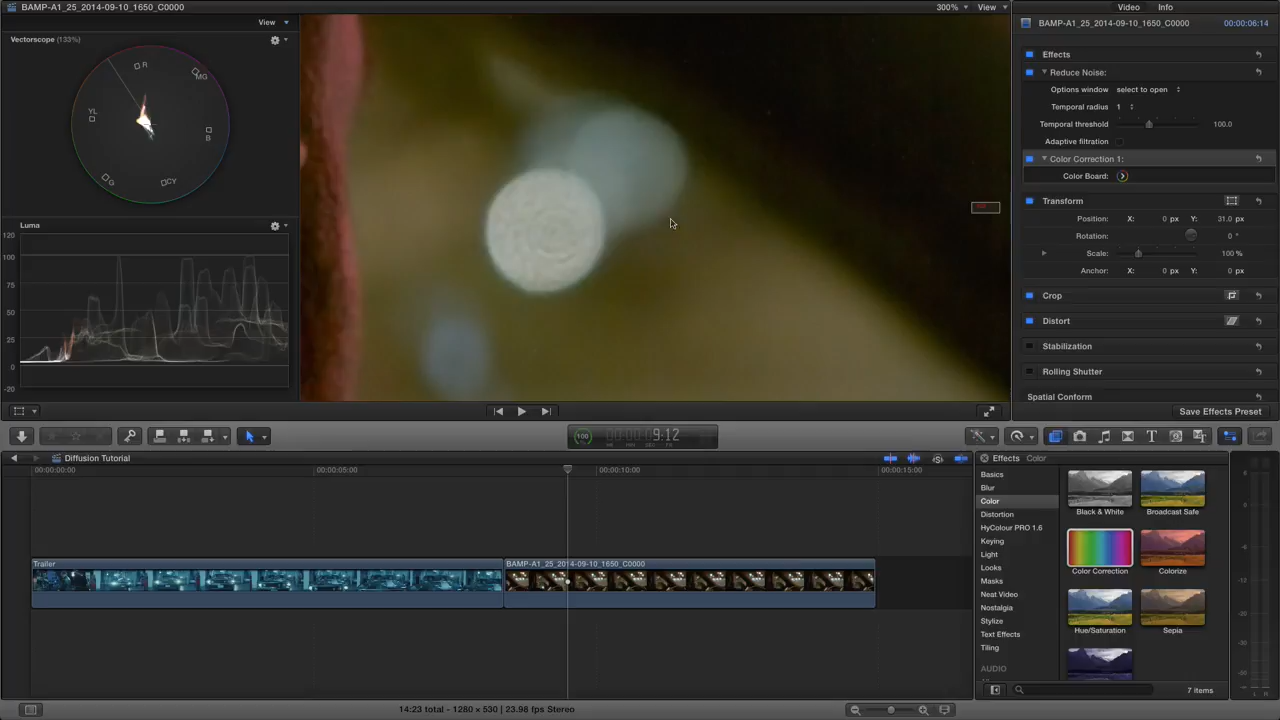 BAMP-A1_25_2014-09-10_1650_C0000
300%
View
Video
Info
View
Vectorscope (133%)
R
MG
YL
B
G
CY
Luma
120
100
75
50
25
0
-20
BAMP-A1_25_2014-09-10_1650_C0000
00:00:06:14
Effects
Reduce Noise:
Options window select to open
Temporal radius 1
Temporal threshold 100.0
Adaptive filtration
Color Correction 1:
Color Board:
Transform
Position: X: 0 px Y: 31.0 px
Rotation: 0 °
Scale: 100 %
Anchor: X: 0 px Y: 0 px
Crop
Distort
Stabilization
Rolling Shutter
Spatial Conform
Save Effects Preset
100
9:12
Diffusion Tutorial
00:00:00:00
00:00:05:00
00:00:10:00
00:00:15:00
Trailer
BAMP-A1_25_2014-09-10_1650_C0000
Effects Color
Basics
Blur
Color
Distortion
HyColour PRO 1.6
Keying
Light
Looks
Masks
Neat Video
Nostalgia
Stylize
Text Effects
Tiling
AUDIO
Black & White
Broadcast Safe
Color Correction
Colorize
Hue/Saturation
Sepia
7 items
14:23 total - 1280 × 530 | 23.98 fps Stereo